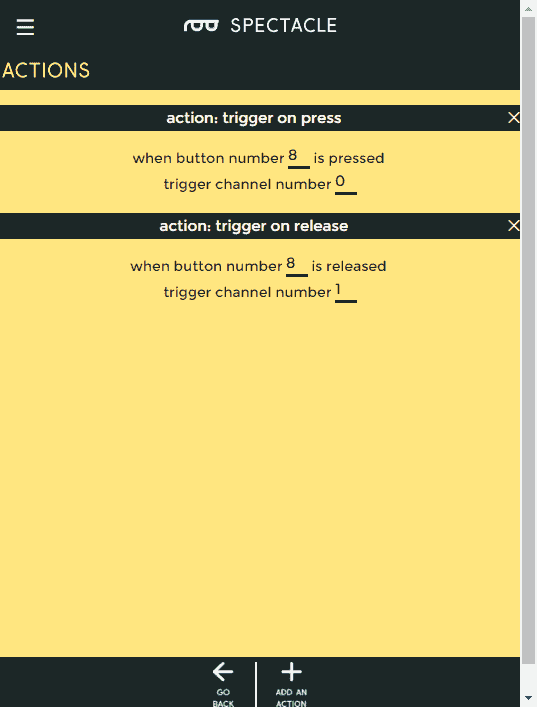 SPECTACLE
ACTIONS
action: trigger on press
when button number 8 is pressed
trigger channel number 0
action: trigger on release
when button number 8 is released
trigger channel number 1
GO BACK
ADD AN ACTION